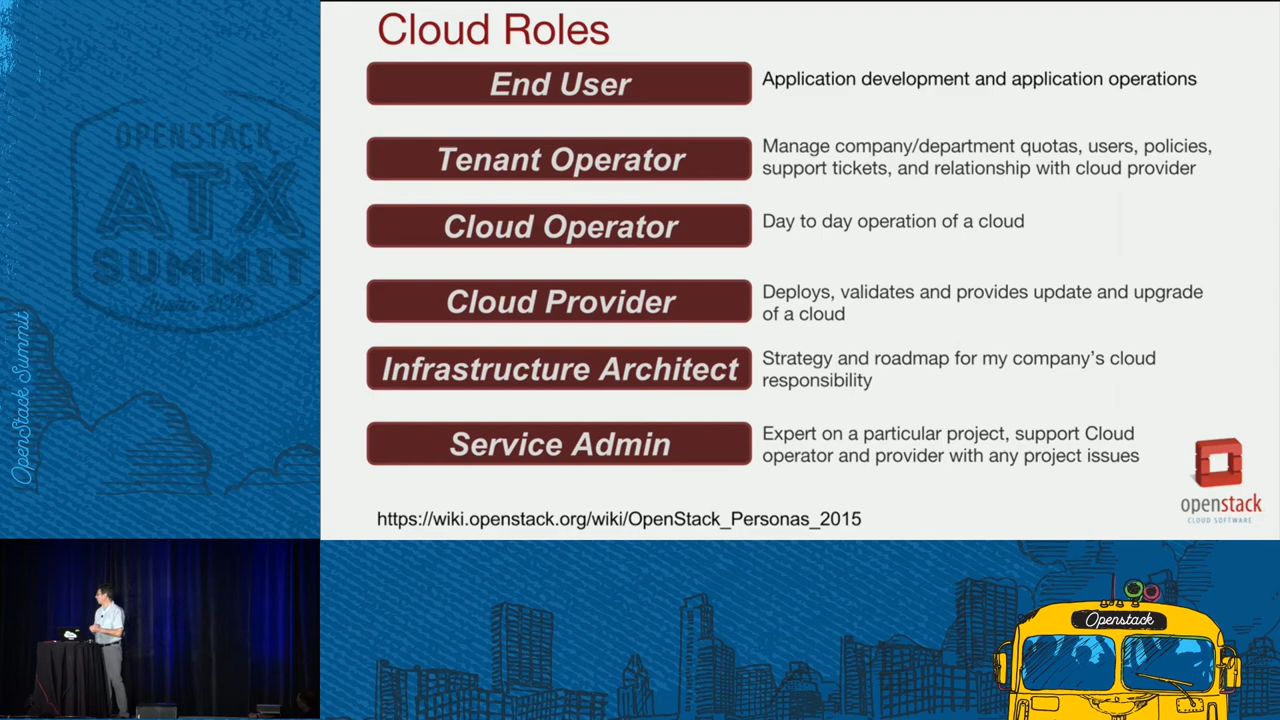 Cloud Roles
End User
Application development and application operations
Tenant Operator
Manage company/department quotas, users, policies,
support tickets, and relationship with cloud provider
Cloud Operator
Day to day operation of a cloud
Cloud Provider
Deploys, validates and provides update and upgrade
of a cloud
Infrastructure Architect
Strategy and roadmap for my company's cloud
responsibility
Service Admin
Expert on a particular project, support Cloud
operator and provider with any project issues
https://wiki.openstack.org/wiki/OpenStack_Personas_2015
openstack
CLOUD SOFTWARE
OPENSTACK
ATX
SUMMIT
Austin 2016
OpenStack Summit
Openstack